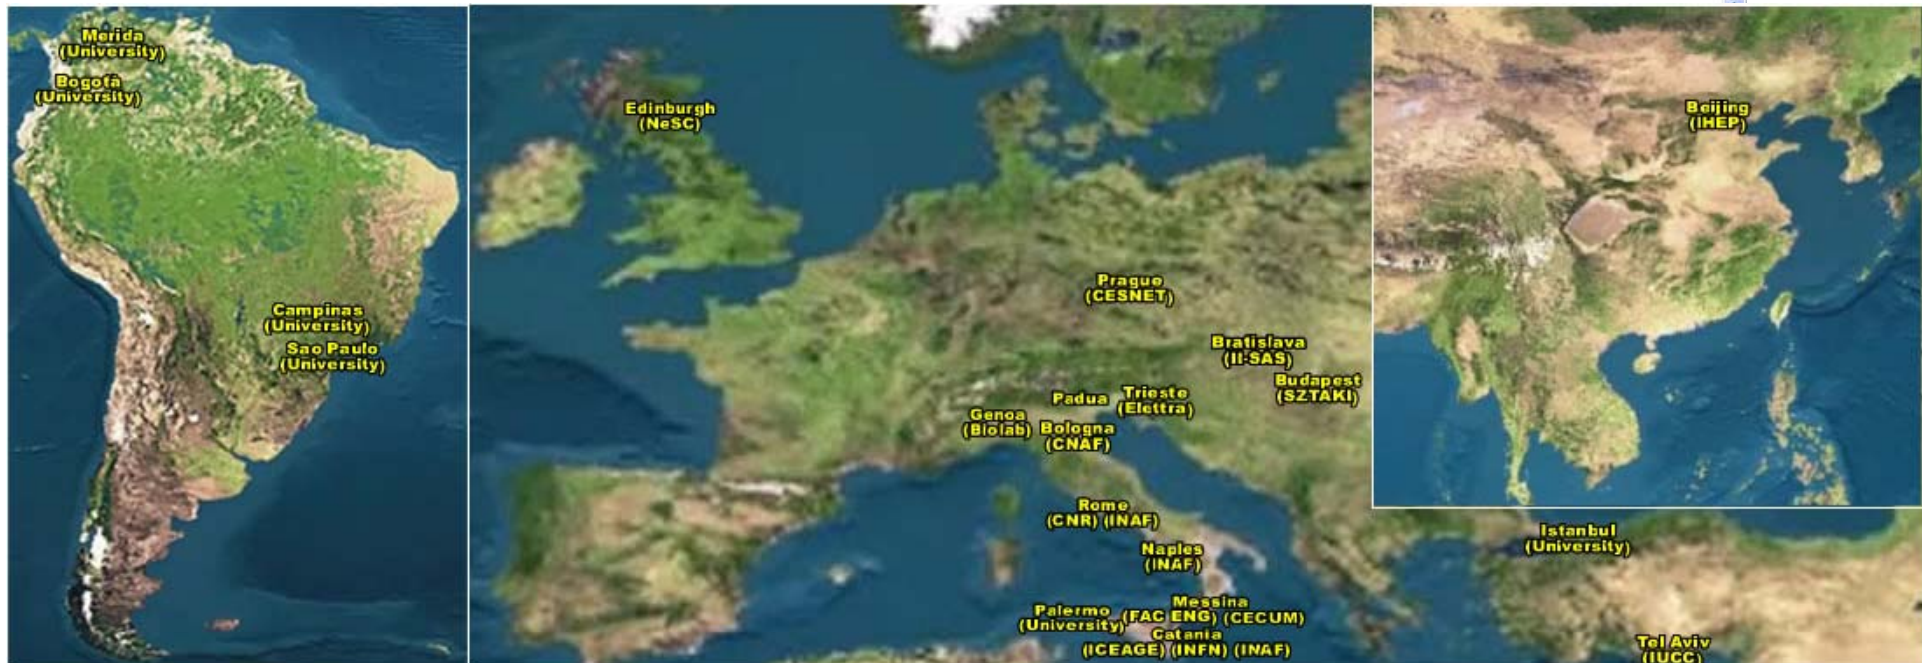 Merida
(University)
Bogotà
(University)
Campinas
(University)
Sao Paulo
(University)
Edinburgh
(NeSC)
Prague
(CESNET)
Bratislava
(II-SAS)
Budapest
(SZTAKI)
Padua
Trieste
(Elettra)
Genoa
(Biolab)
Bologna
(CNAF)
Rome
(CNR) (INAF)
Naples
(INAF)
Messina
(FAC ENG) (CECUM)
Palermo
(University)
Catania
(ICEAGE) (INFN) (INAF)
Beijing
(IHEP)
Istanbul
(University)
Tel Aviv
(IUCC)